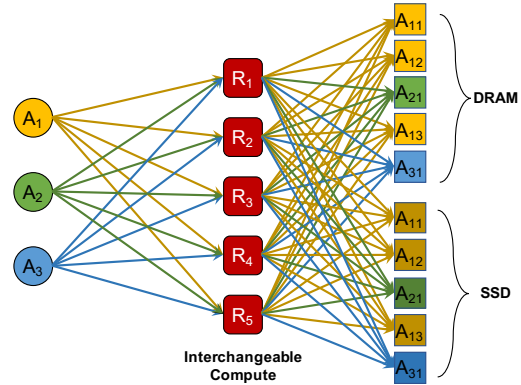 A1
A2
A3
R1
R2
R3
R4
R5
Interchangeable
Compute
A11
A12
A21
A13
A31
DRAM
A11
A12
A21
A13
A31
SSD